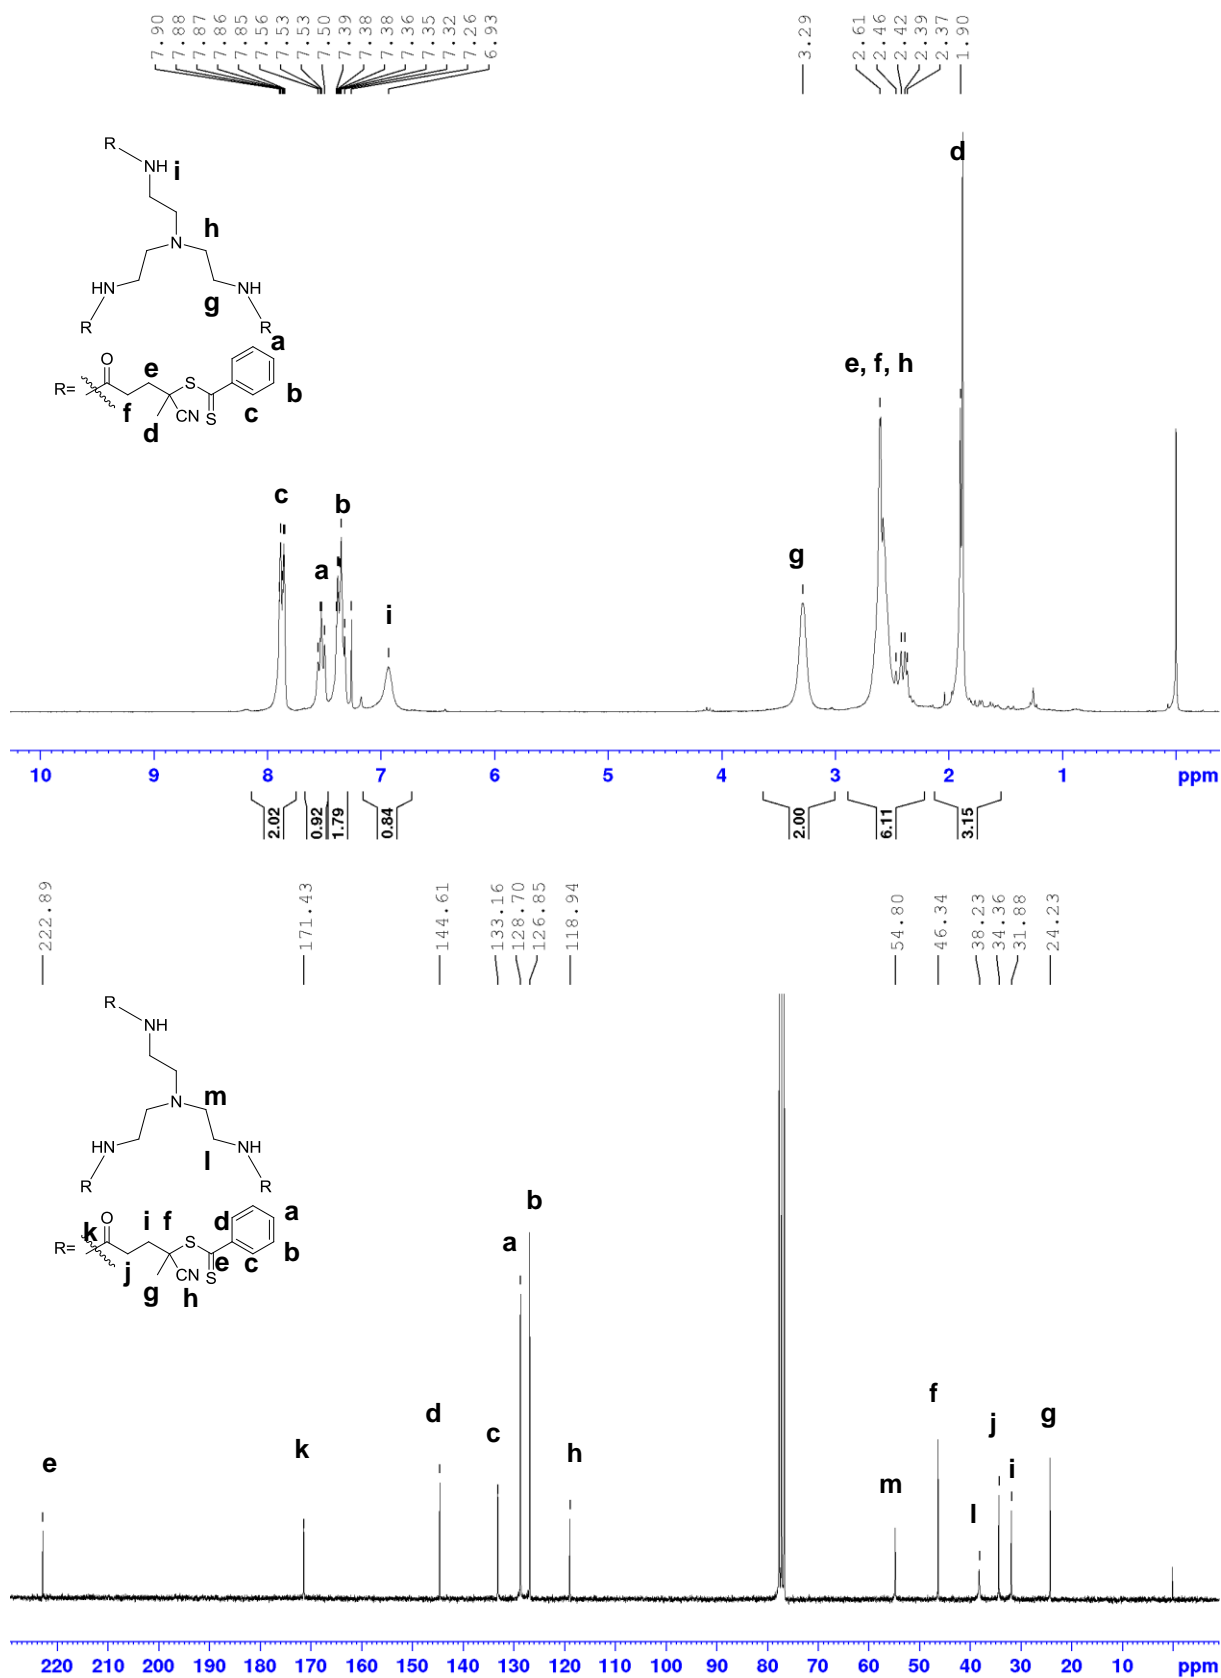 7.90 7.88 7.87 7.86 7.85 7.56 7.53 7.53 7.50 7.39 7.38 7.38 7.36 7.35 7.32 7.26 6.93 3.29 2.61 2.46 2.42 2.39 2.37 1.90
R
NH i
h
N
HN NH
g
R R
a
O
e
R= S
b
f CN S c
d
d
e, f, h
c
b
a
g
i
10 9 8 7 6 5 4 3 2 1 ppm
2.02 0.92 1.79 0.84 2.00 6.11 3.15
222.89 171.43 144.61 133.16 128.70 126.85 118.94 54.80 46.34 38.23 34.36 31.88 24.23
R
NH
N m
HN NH
l
R R
k O i f d a
R= S
e c b
j CN S
g h
b
a
f
d
c
j
g
k
h
i
e
m
l
220 210 200 190 180 170 160 150 140 130 120 110 100 90 80 70 60 50 40 30 20 10 ppm